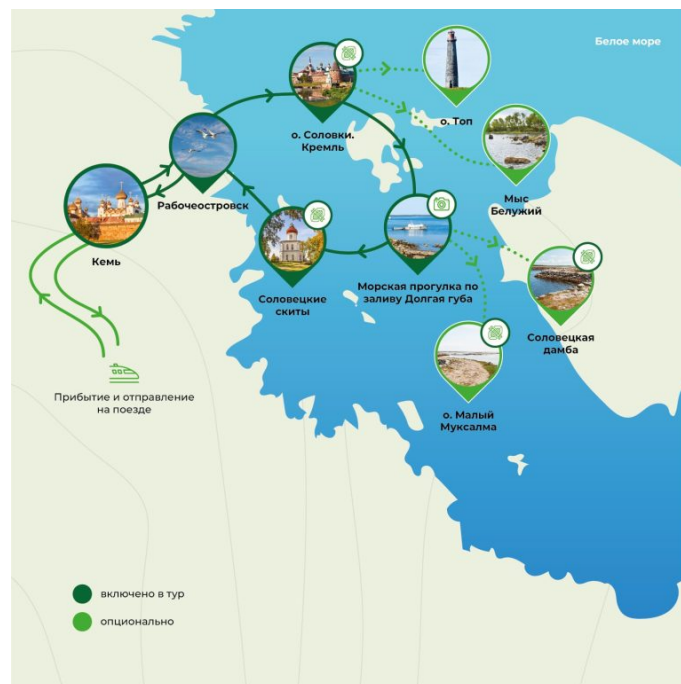 Белое море
о. Топ
о. Соловки.
Кремль
Мыс
Белужий
Рабочеостровск
Кемь
Соловецкие
скиты
Морская прогулка по
заливу Долгая губа
Соловецкая
дамба
о. Малый
Муксалма
Прибытие и отправление
на поезде
включено в тур
опционально